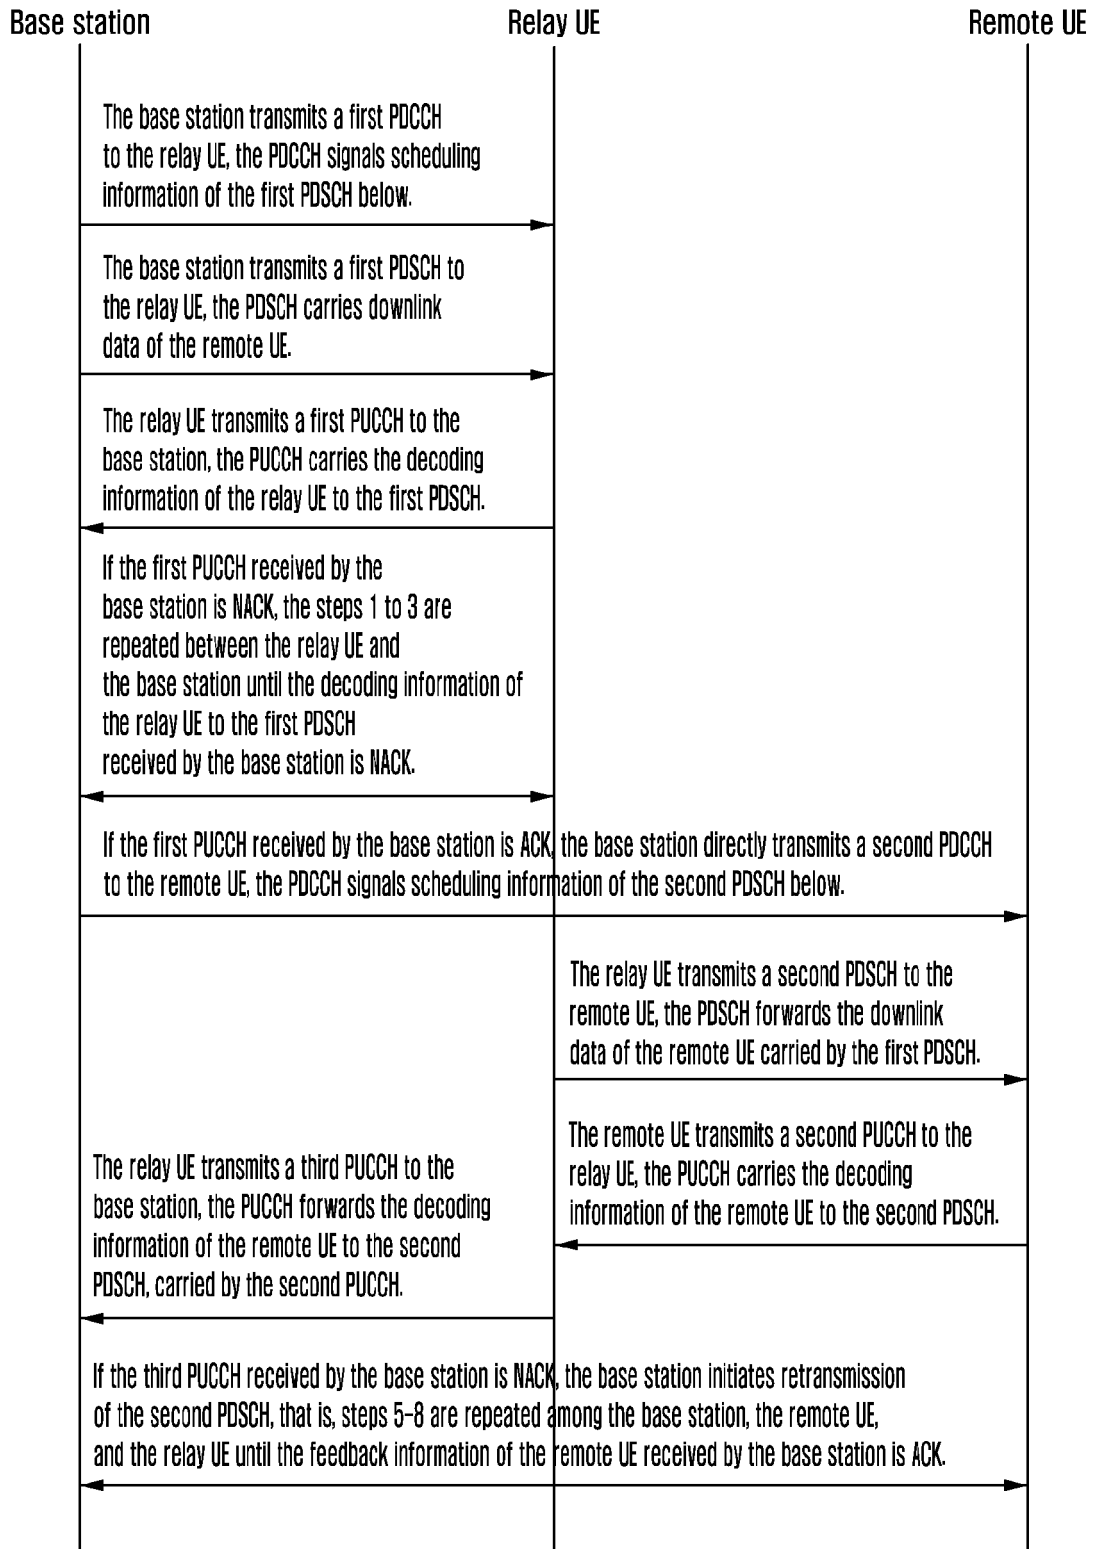 Base station
Relay UE
Remote UE
The base station transmits a first PDCCH
to the relay UE, the PDCCH signals scheduling
information of the first PDSCH below.
The base station transmits a first PDSCH to
the relay UE, the PDSCH carries downlink
data of the remote UE.
The relay UE transmits a first PUCCH to the
base station, the PUCCH carries the decoding
information of the relay UE to the first PDSCH.
If the first PUCCH received by the
base station is NACK, the steps 1 to 3 are
repeated between the relay UE and
the base station until the decoding information of
the relay UE to the first PDSCH
received by the base station is NACK.
If the first PUCCH received by the base station is ACK, the base station directly transmits a second PDCCH
to the remote UE, the PDCCH signals scheduling information of the second PDSCH below.
The relay UE transmits a second PDSCH to the
remote UE, the PDSCH forwards the downlink
data of the remote UE carried by the first PDSCH.
The remote UE transmits a second PUCCH to the
relay UE, the PUCCH carries the decoding
information of the remote UE to the second PDSCH.
The relay UE transmits a third PUCCH to the
base station, the PUCCH forwards the decoding
information of the remote UE to the second
PDSCH, carried by the second PUCCH.
If the third PUCCH received by the base station is NACK, the base station initiates retransmission
of the second PDSCH, that is, steps 5-8 are repeated among the base station, the remote UE,
and the relay UE until the feedback information of the remote UE received by the base station is ACK.